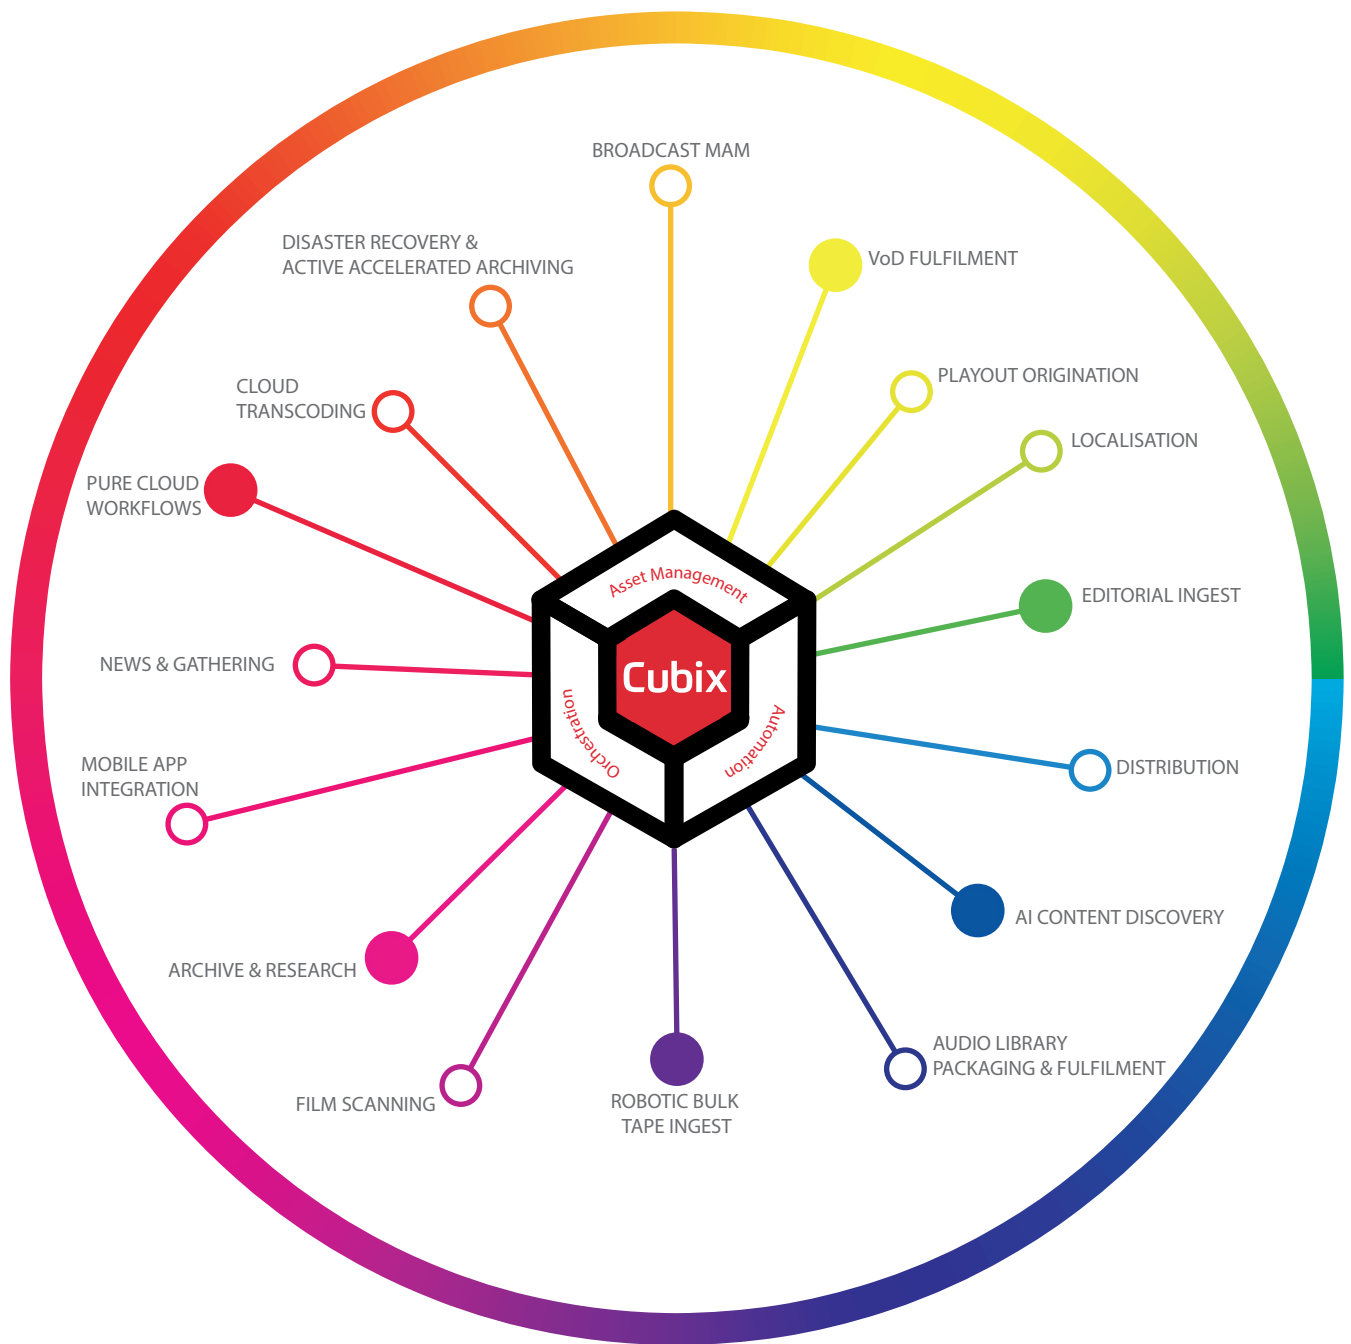 BROADCAST MAM
DISASTER RECOVERY &
ACTIVE ACCELERATED ARCHIVING
VoD FULFILMENT
PLAYOUT ORIGINATION
CLOUD
TRANSCODING
LOCALISATION
PURE CLOUD
WORKFLOWS
Asset Management
EDITORIAL INGEST
NEWS & GATHERING
Cubix
Orchestration
Automation
MOBILE APP
INTEGRATION
DISTRIBUTION
AI CONTENT DISCOVERY
ARCHIVE & RESEARCH
AUDIO LIBRARY
PACKAGING & FULFILMENT
FILM SCANNING
ROBOTIC BULK
TAPE INGEST